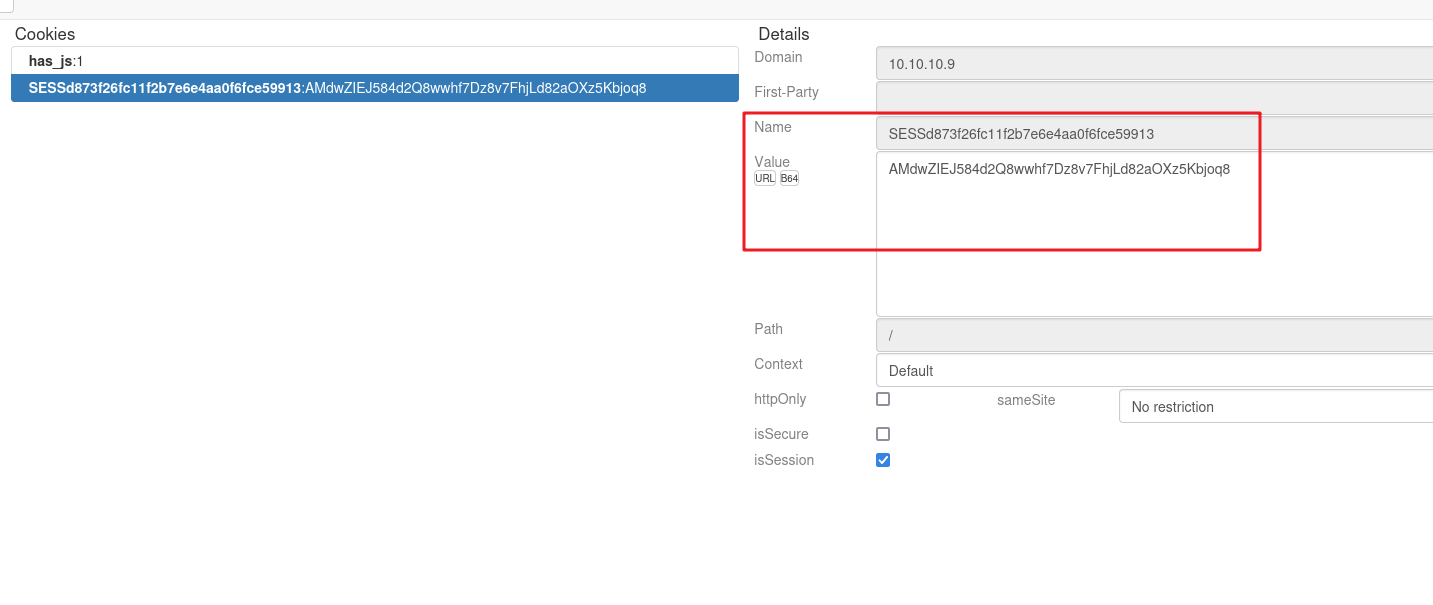 Cookies
has_js:1
SESSd873f26fc11f2b7e6e4aa0f6fce59913:AMdwZIEJ584d2Q8wwhf7Dz8v7FhjLd82aOXz5Kbjoq8
Details
Domain
10.10.10.9
First-Party
Name
SESSd873f26fc11f2b7e6e4aa0f6fce59913
Value
AMdwZIEJ584d2Q8wwhf7Dz8v7FhjLd82aOXz5Kbjoq8
URL B64
Path
/
Context
Default
httpOnly
sameSite
No restriction
isSecure
isSession